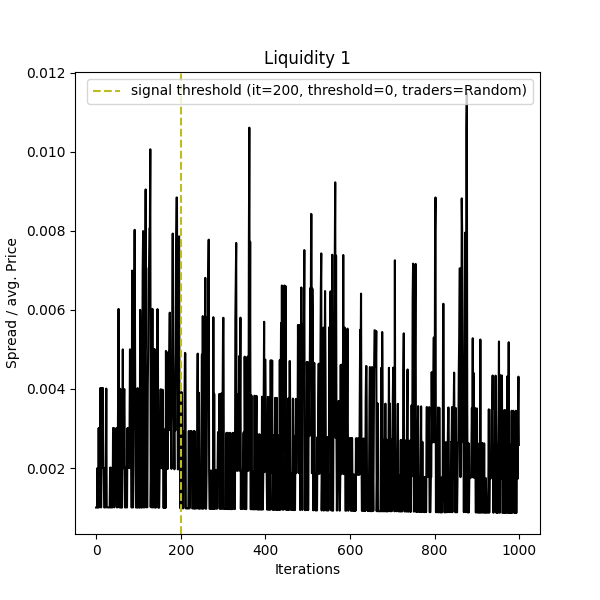 Liquidity 1
0.012
signal threshold (it=200, threshold=0, traders=Random)
0.010
0.008
0.006
0.004
0.002
Spread / avg. Price
0 200 400 600 800 1000
Iterations